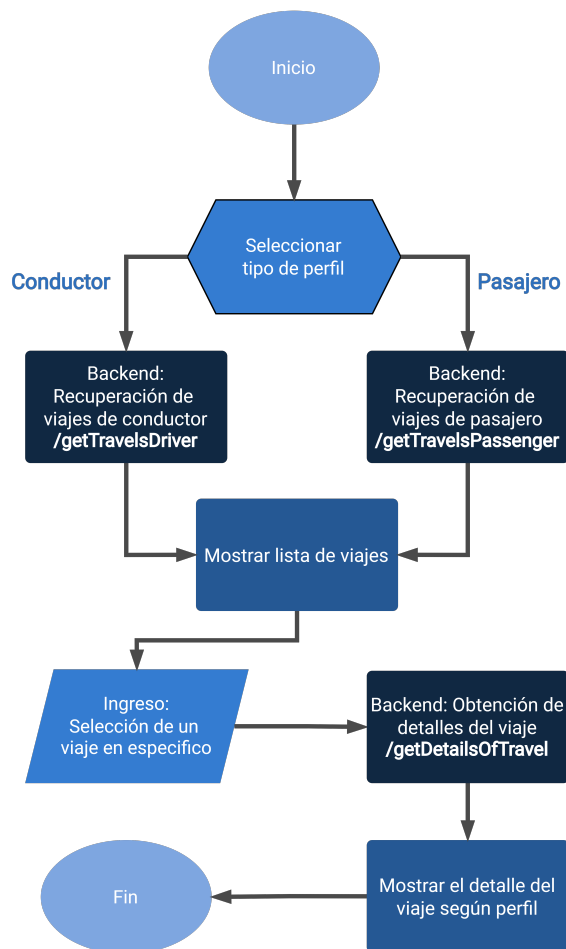 Inicio
Seleccionar
tipo de perfil
Conductor
Pasajero
Backend:
Recuperación de
viajes de conductor
/getTravelsDriver
Backend:
Recuperación de
viajes de pasajero
/getTravelsPassenger
Mostrar lista de viajes
Ingreso:
Selección de un
viaje en especifico
Backend: Obtención de
detalles del viaje
/getDetailsOfTravel
Mostrar el detalle del
viaje según perfil
Fin